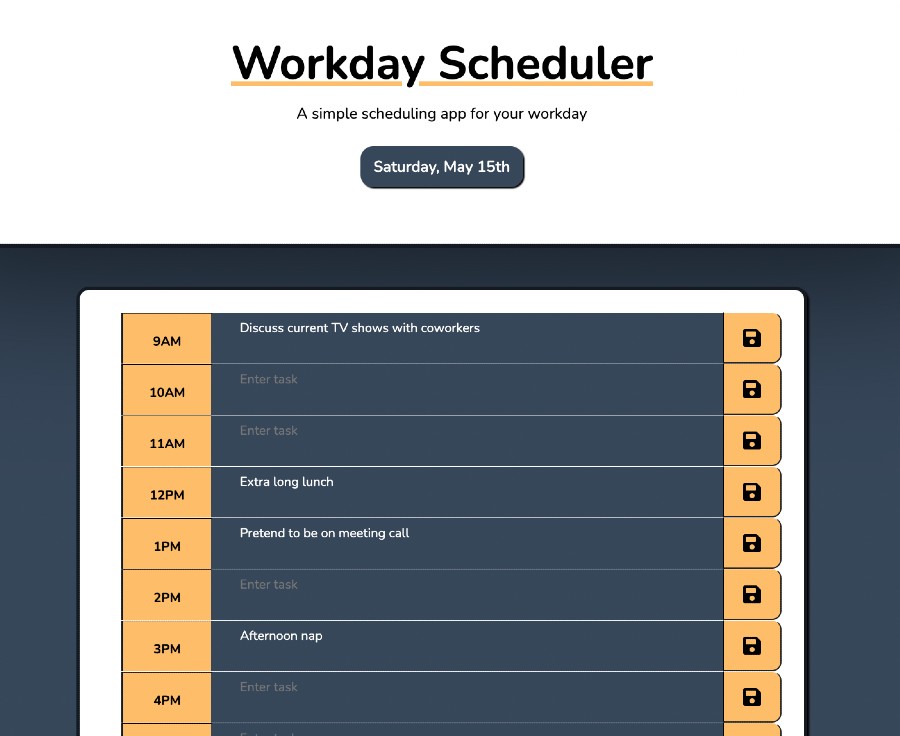 Workday Scheduler
A simple scheduling app for your workday
Saturday, May 15th
9AM Discuss current TV shows with coworkers
10AM Enter task
11AM Enter task
12PM Extra long lunch
1PM Pretend to be on meeting call
2PM Enter task
3PM Afternoon nap
4PM Enter task